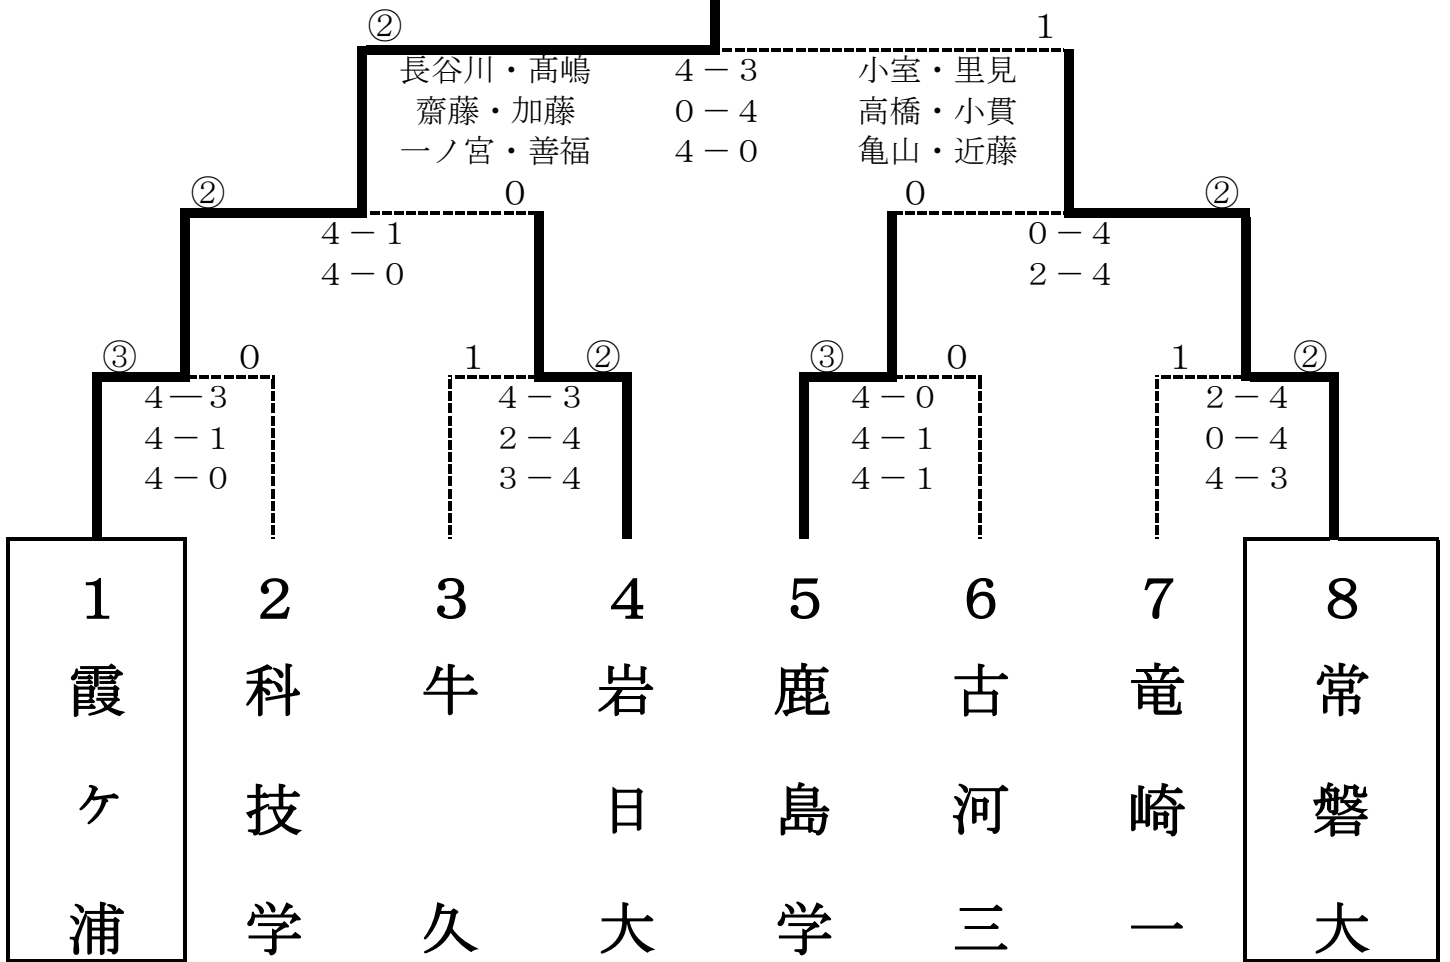 ② １
長谷川・髙嶋 ４－３ 小室・里見
齋藤・加藤 ０－４ 高橋・小貫
一ノ宮・善福 ４－０ 亀山・近藤
② ０ ０ ②
４－１ ０－４
４－０ ２－４
③ ０ １ ② ③ ０ １ ②
４―３ ４－３ ４－０ ２－４
４－１ ２－４ ４－１ ０－４
４－０ ３－４ ４－１ ４－３
１ ２ ３ ４ ５ ６ ７ ８
霞ケ浦
科技学
牛久
岩日大
鹿島学
古河三
竜崎一
常磐大